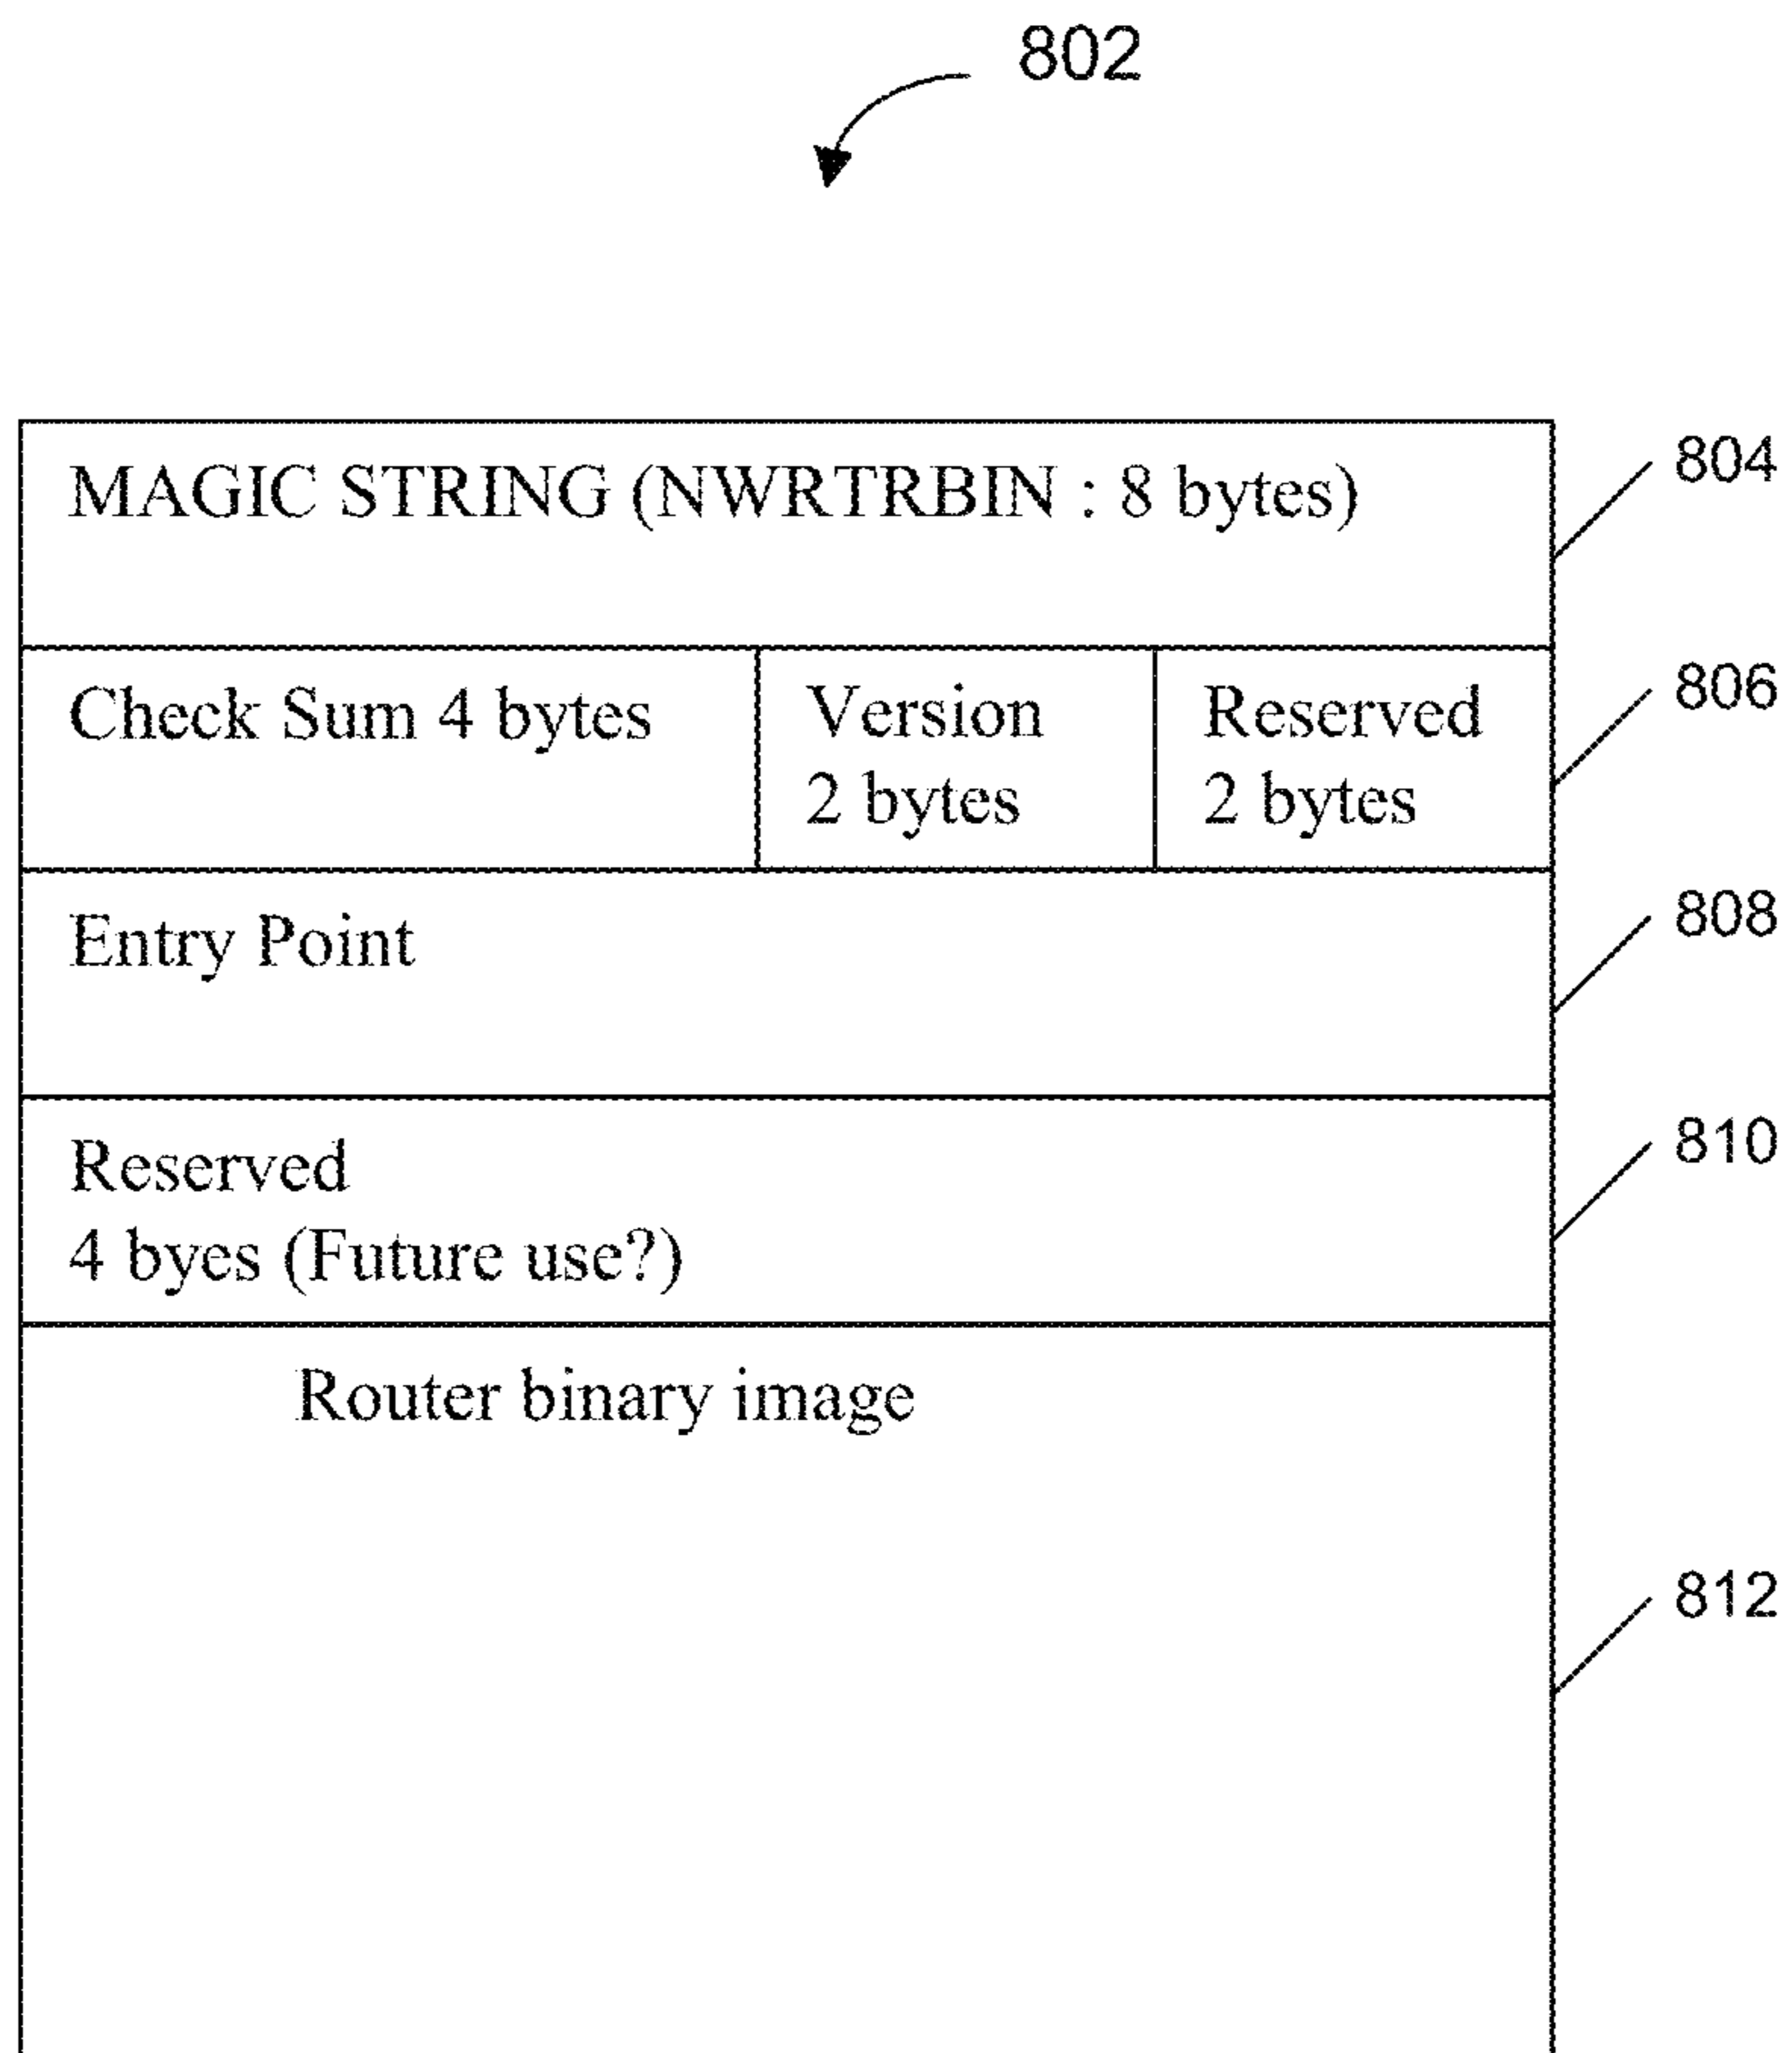 802
MAGIC STRING (NWRTRBIN : 8 bytes)
804
Check Sum 4 bytes
Version
2 bytes
Reserved
2 bytes
806
Entry Point
808
Reserved
4 byes (Future use?)
810
Router binary image
812